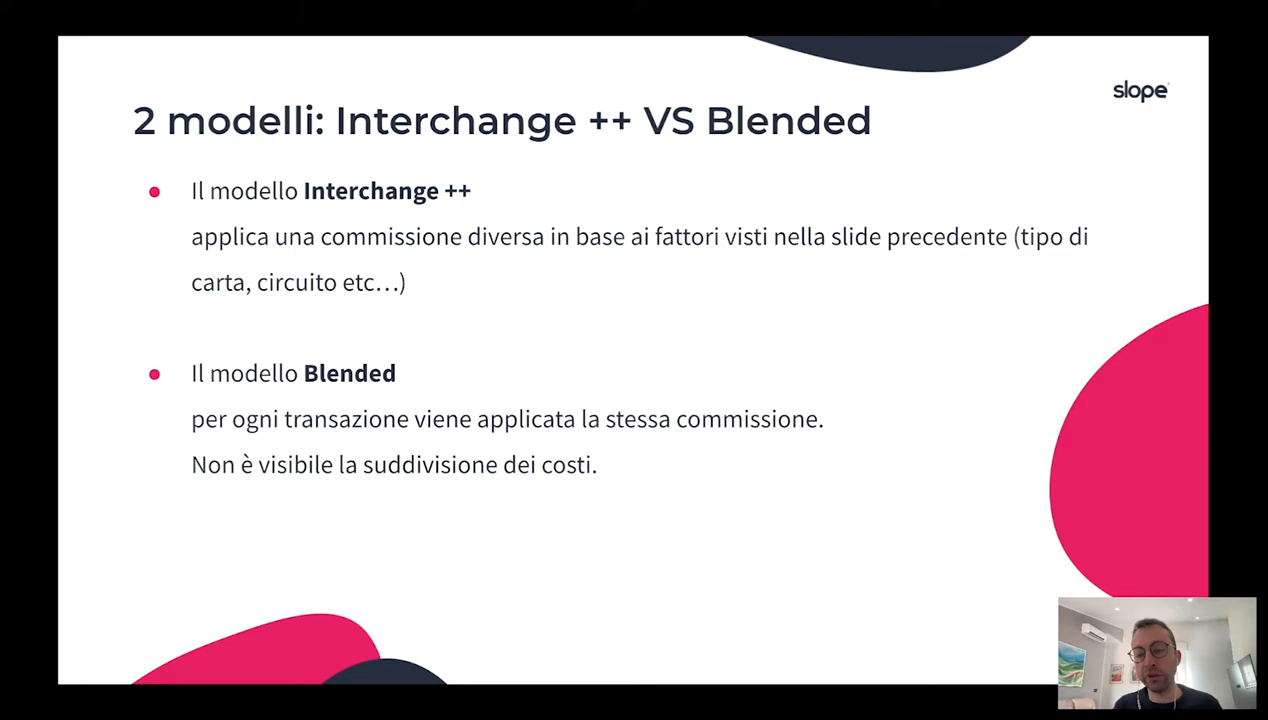 slope
2 modelli: Interchange ++ VS Blended
Il modello Interchange ++
applica una commissione diversa in base ai fattori visti nella slide precedente (tipo di
carta, circuito etc…)
Il modello Blended
per ogni transazione viene applicata la stessa commissione.
Non è visibile la suddivisione dei costi.